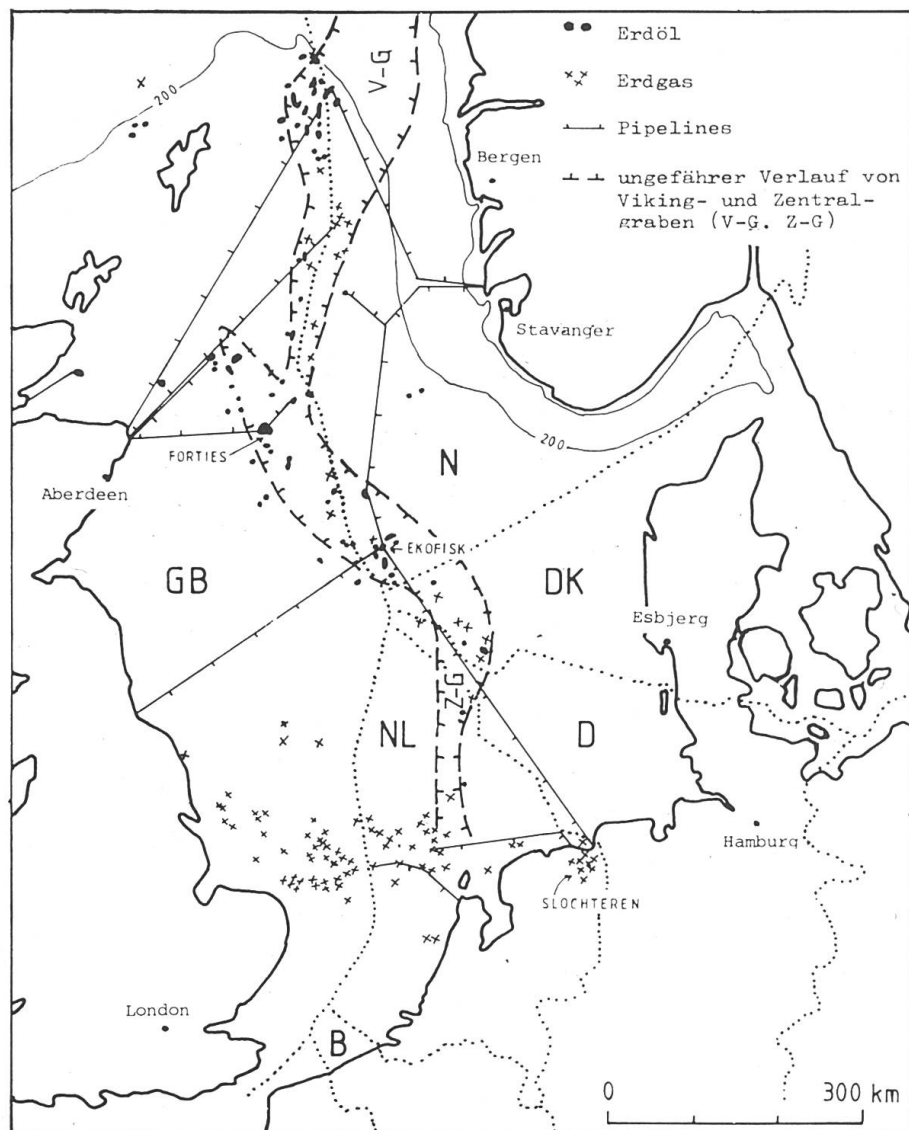 Erdöl
Erdgas
Pipelines
ungefährer Verlauf von
Viking- und Zentral-
graben (V-G. Z-G)
V-G
200
Bergen
Stavanger
200
FORTIES
N
Aberdeen
EKOFISK
GB
DK
Esbjerg
Z-G
NL
D
Hamburg
SLOCHTEREN
London
B
0 300 km